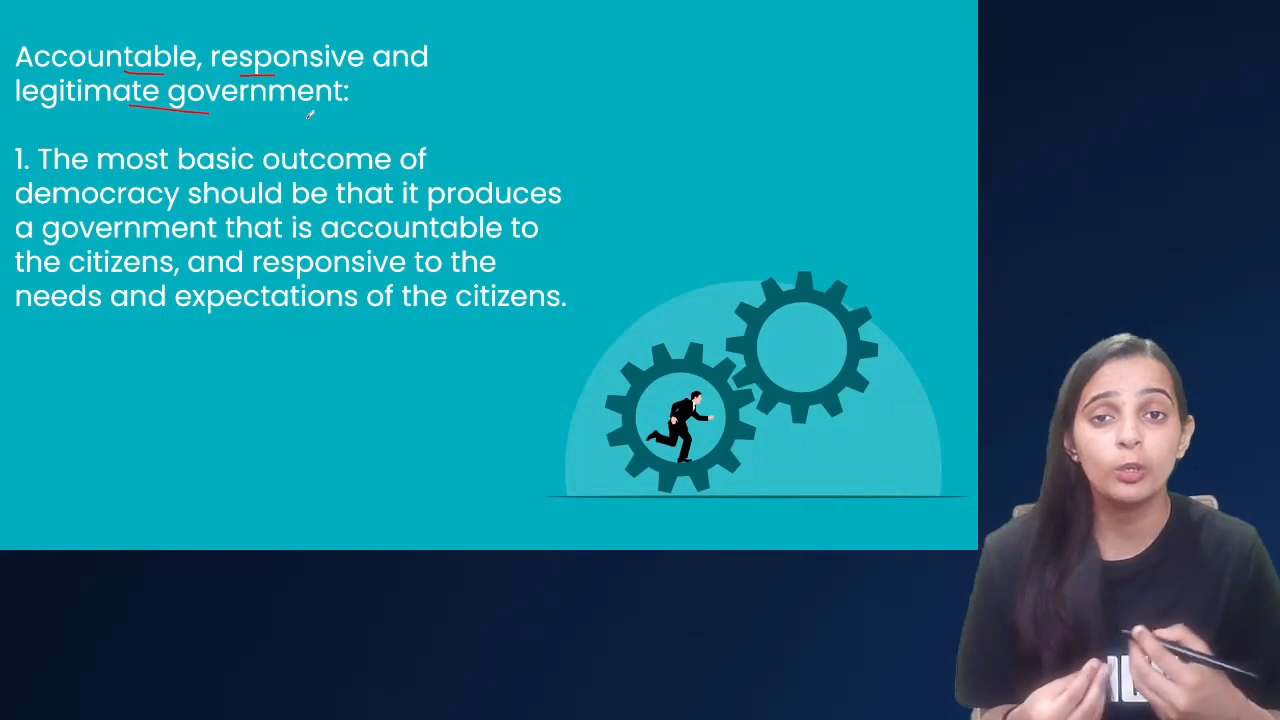 Accountable, responsive and
legitimate government:
1. The most basic outcome of
democracy should be that it produces
a government that is accountable to
the citizens, and responsive to the
needs and expectations of the citizens.